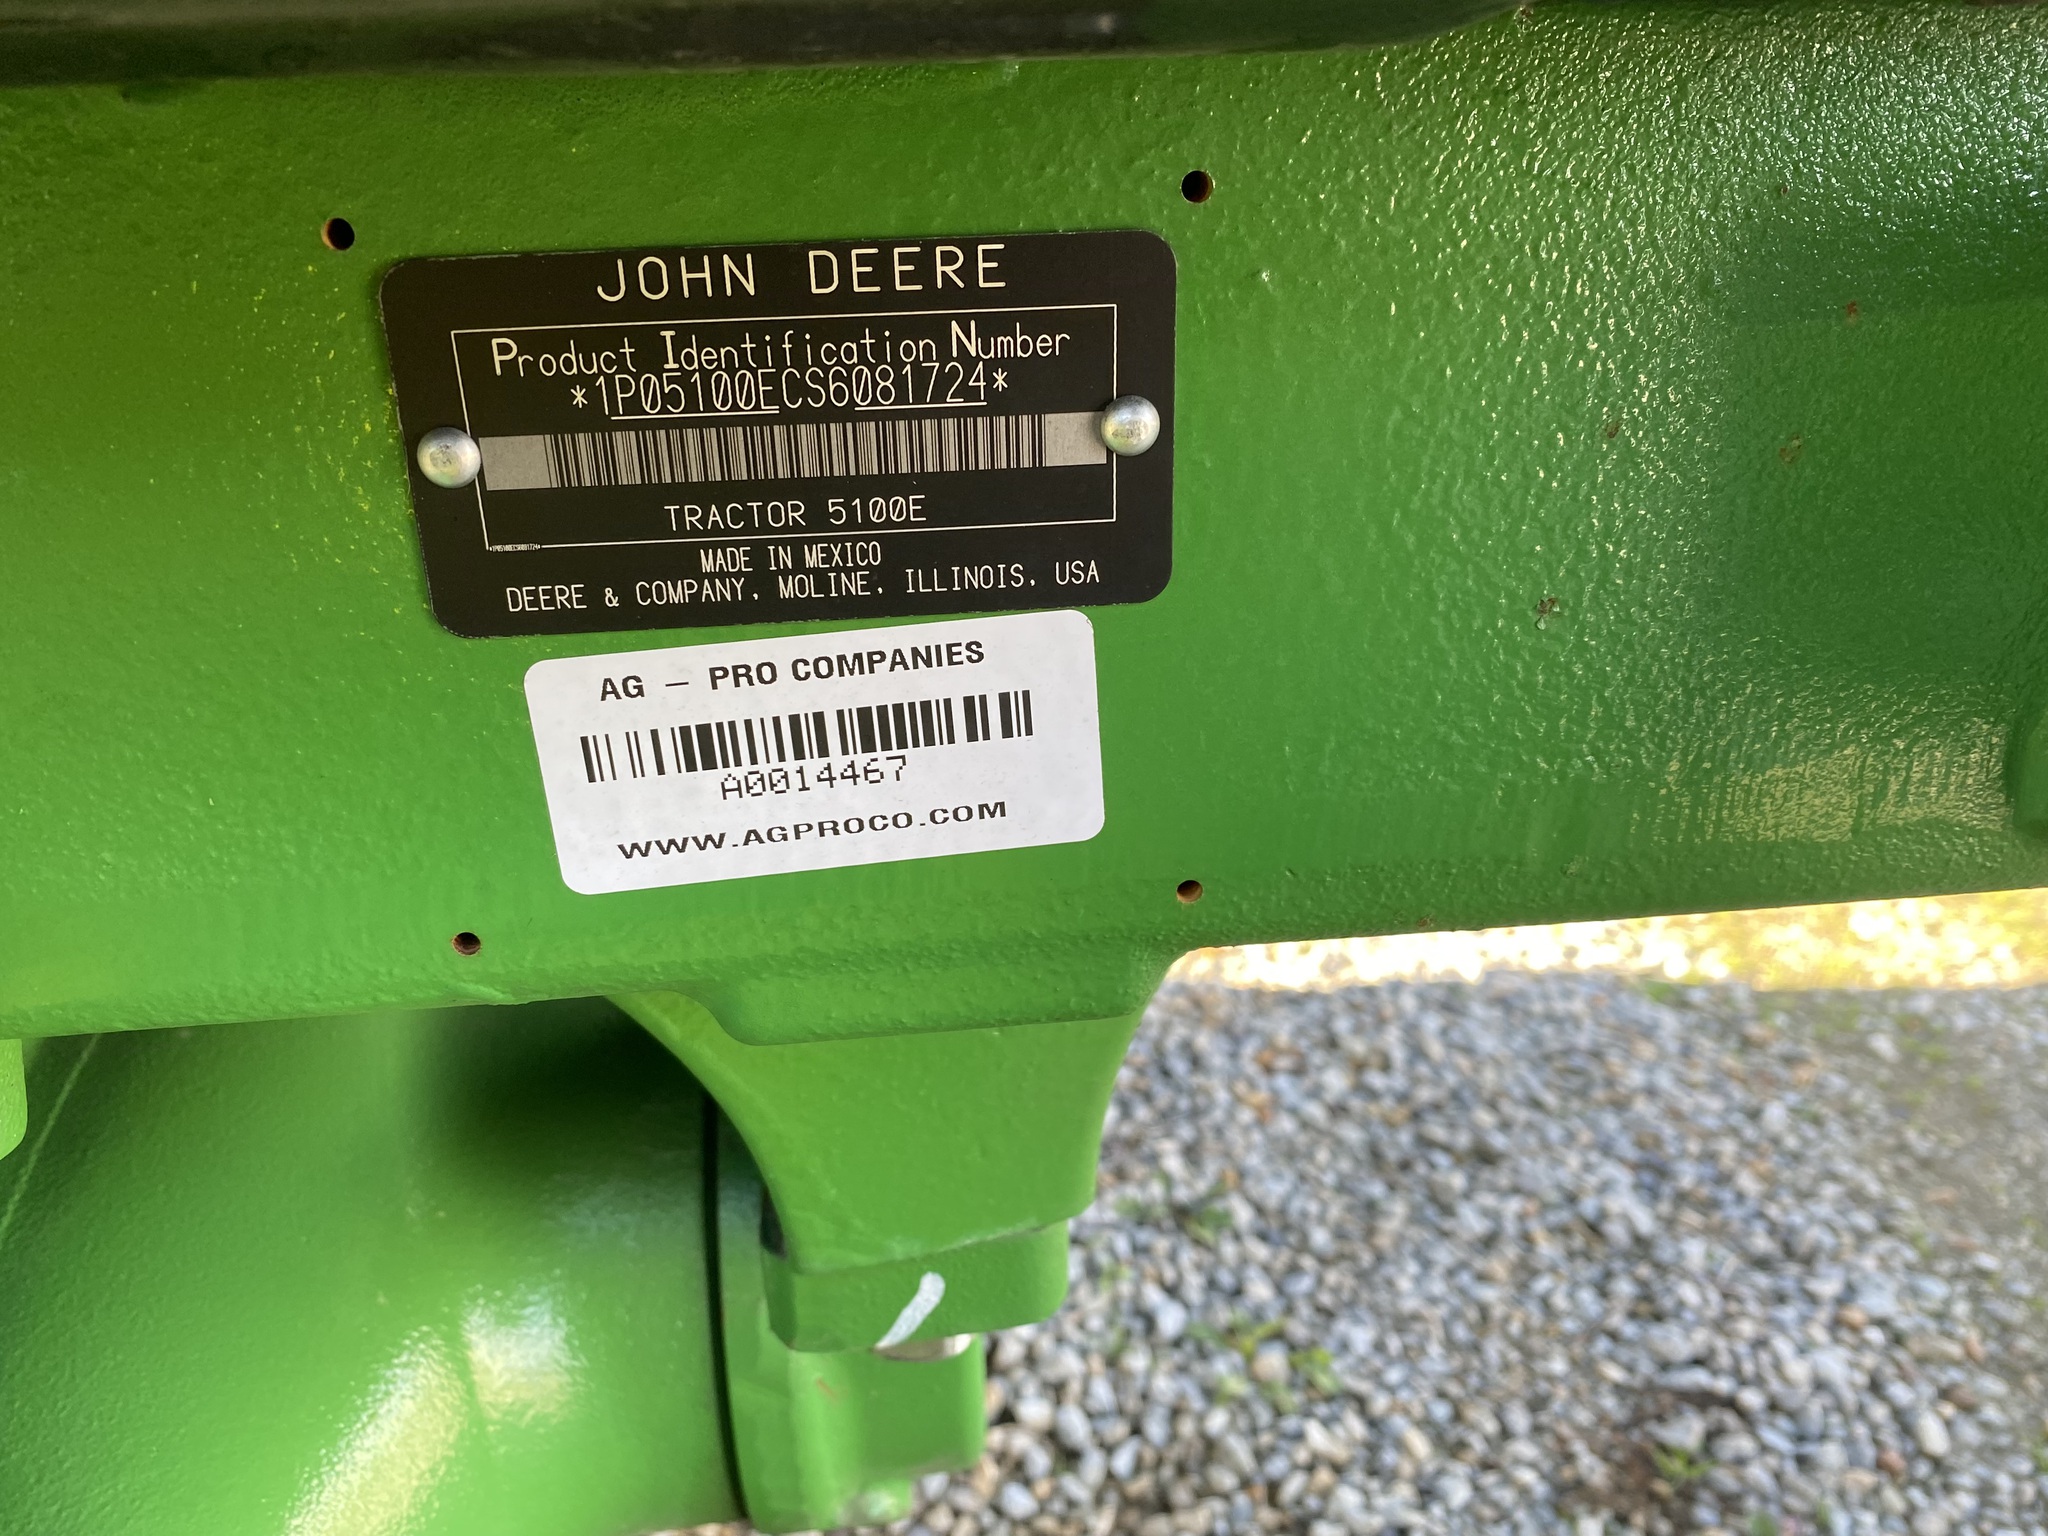 JOHN DEERE
Product Identification Number
*1P05100ECS6081724*
TRACTOR 5100E
MADE IN MEXICO
DEERE & COMPANY, MOLINE, ILLINOIS, USA
AG – PRO COMPANIES
A0014467
WWW.AGPROCO.COM